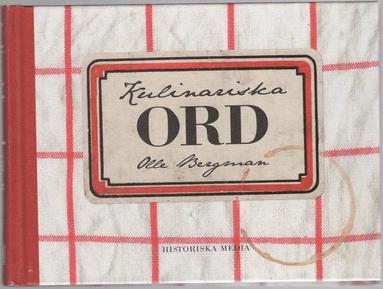 Kulinariska
ORD
Olle Bergman
HISTORISKA MEDIA